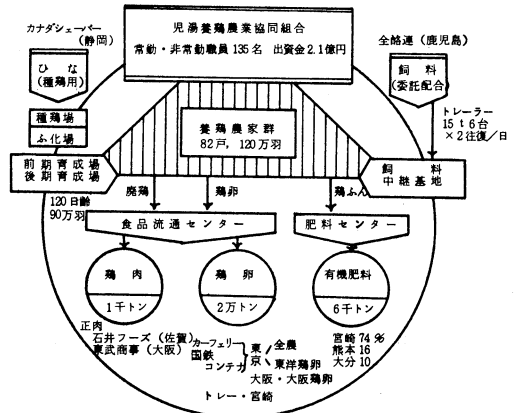 児湯養鶏農業協同組合
常勤・非常勤職員135名 出資金2.1億円
カナダシェーバー
(静岡)
ひな
(種鶏用)
種鶏場
ふ化場
前期育成場
後期育成場
120日齢
90万羽
全酪連(鹿児島)
飼料
(委託配合)
トレーラー
15t6台
×2往復/日
養鶏農家群
82戸,120万羽
飼料
中継基地
廃鶏
鶏卵
鶏ふん
食品流通センター
肥料センター
鶏肉
1千トン
鶏卵
2万トン
有機肥料
6千トン
正肉
石井フーズ(佐賀)
東武商事(大阪)
カーフェリー
国鉄
コンテナ
東京
全農
東洋鶏卵
大阪・大阪鶏卵
トレー・宮崎
宮崎74%
熊本16
大分10